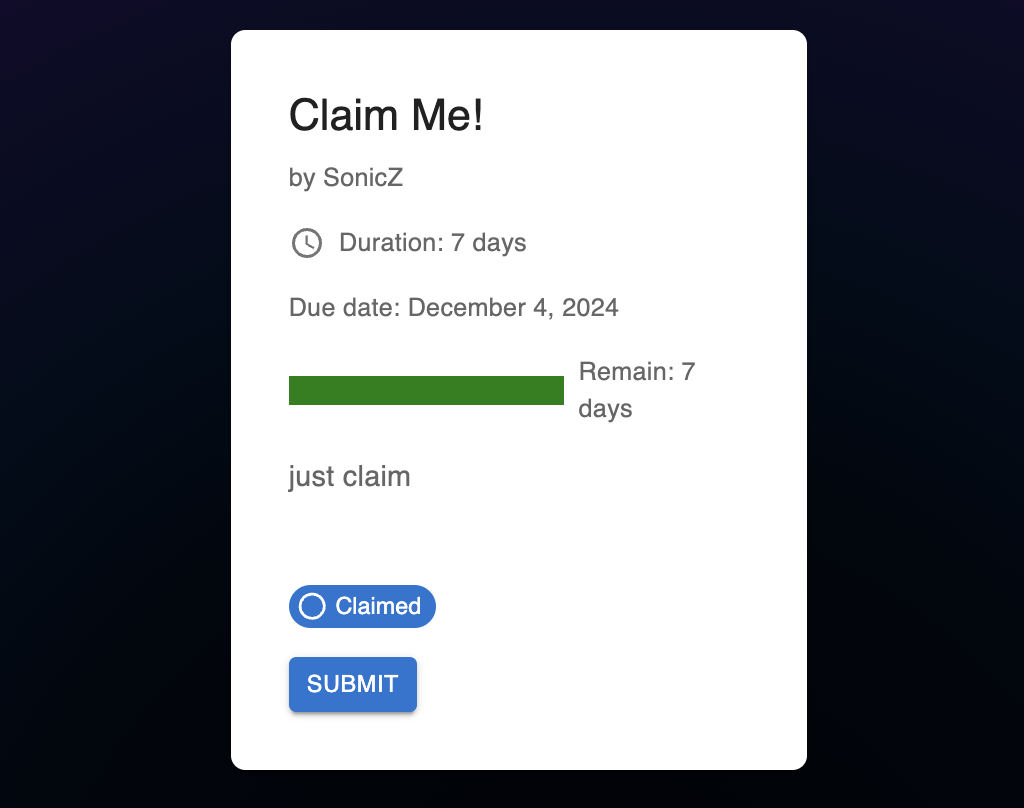 Claim Me!
by SonicZ
Duration: 7 days
Due date: December 4, 2024
Remain: 7
days
just claim
Claimed
SUBMIT